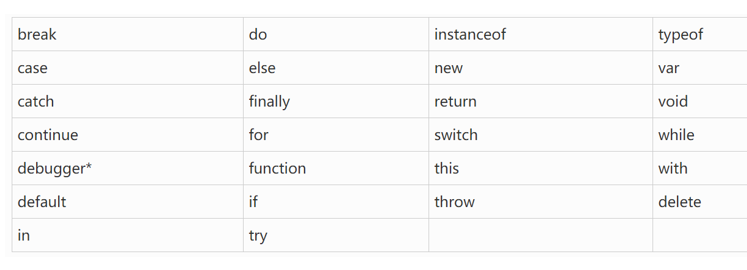 break do instanceof typeof
case else new var
catch finally return void
continue for switch while
debugger* function this with
default if throw delete
in try